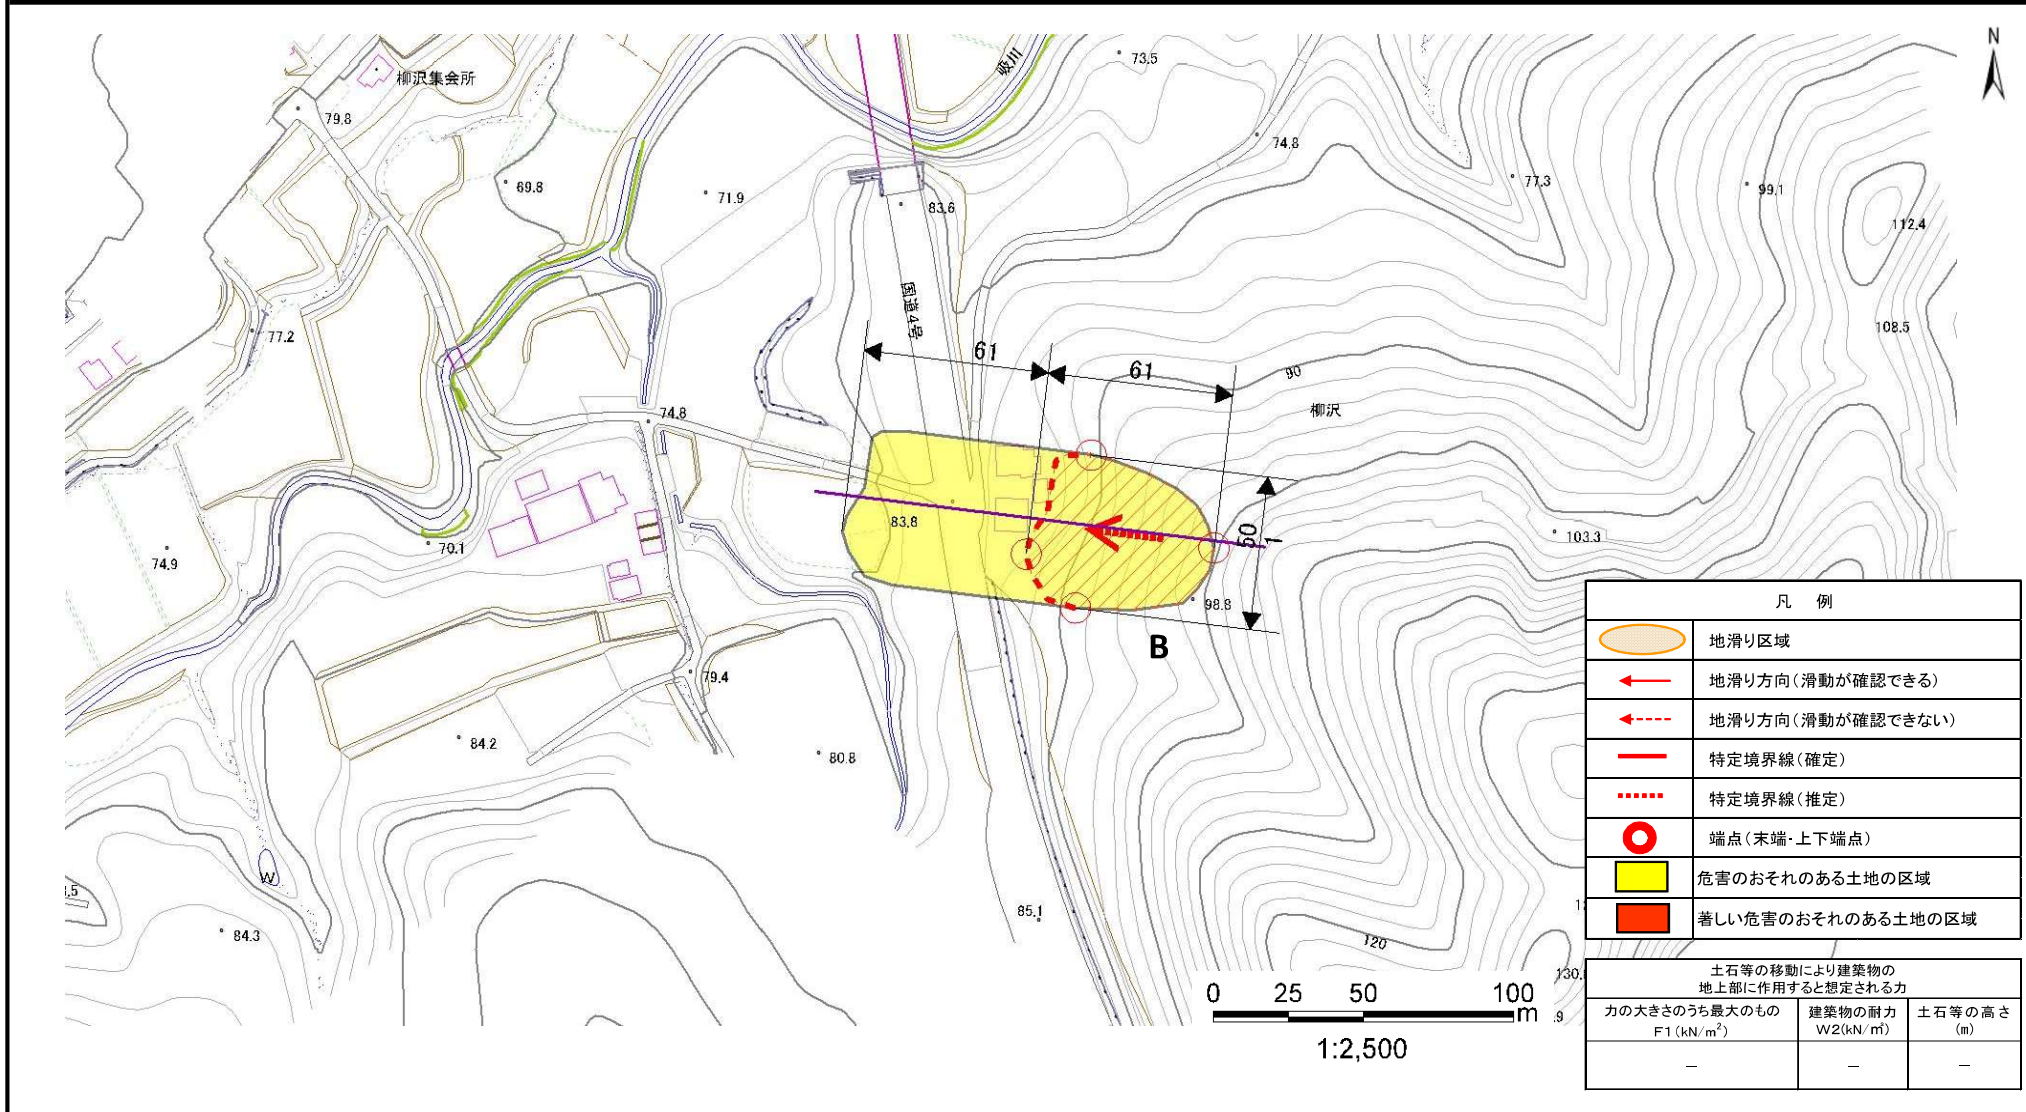 N
柳沢集会所
吸川
73.5
79.8
74.8
69.8
71.9
83.6
77.3
99.1
112.4
国道4号
77.2
108.5
61
61
90
柳沢
74.8
83.8
50
1
103.3
74.9
70.1
98.8
B
79.4
84.2
80.8
W
84.3
85.1
120
凡 例
地滑り区域
地滑り方向(滑動が確認できる)
地滑り方向(滑動が確認できない)
特定境界線(確定)
特定境界線(推定)
端点(末端・上下端点)
危害のおそれのある土地の区域
著しい危害のおそれのある土地の区域
0 25 50 100
m
1:2,500
土石等の移動により建築物の
地上部に作用すると想定される力
力の大きさのうち最大のもの
F1(kN/m²)
建築物の耐力
W2(kN/㎡)
土石等の高さ
(m)
－ － －